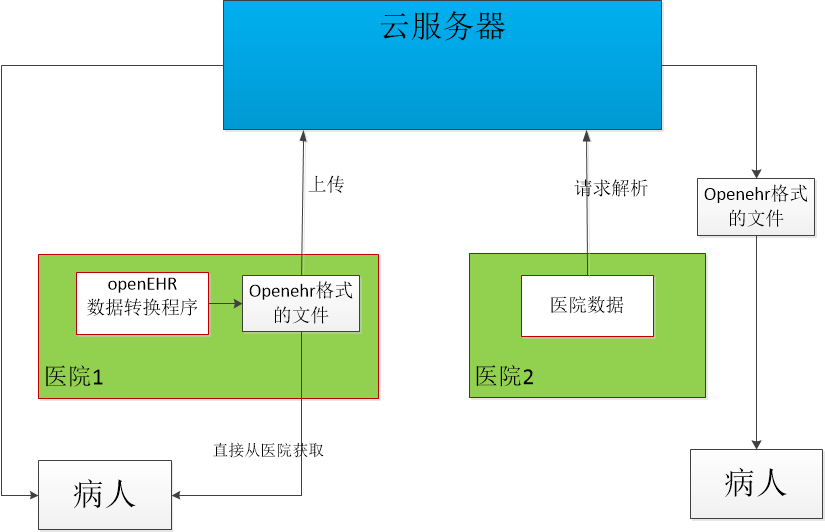 云服务器
上传
请求解析
Openehr格式
的文件
openEHR
数据转换程序
Openehr格式
的文件
医院数据
医院1
医院2
直接从医院获取
病人
病人